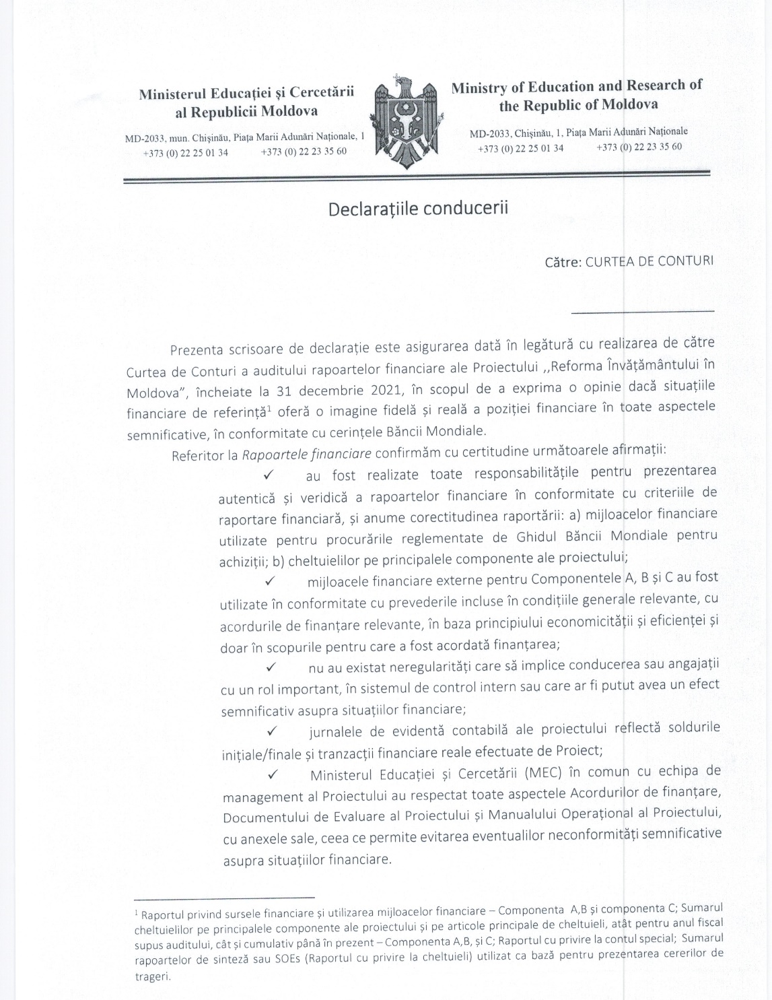 Ministerul Educației și Cercetării
al Republicii Moldova
MD-2033, mun. Chișinău, Piața Marii Adunări Naționale, 1
+373 (0) 22 25 01 34 +373 (0) 22 23 35 60
Ministry of Education and Research of
the Republic of Moldova
MD-2033, Chișinău, 1, Piața Marii Adunări Naționale
+373 (0) 22 25 01 34 +373 (0) 22 23 35 60
Declarațiile conducerii
Către: CURTEA DE CONTURI
Prezenta scrisoare de declarație este asigurarea dată în legătură cu realizarea de către
Curtea de Conturi a auditului rapoartelor financiare ale Proiectului ,,Reforma Învățământului în
Moldova”, încheiate la 31 decembrie 2021, în scopul de a exprima o opinie dacă situațiile
financiare de referință¹ oferă o imagine fidelă și reală a poziției financiare în toate aspectele
semnificative, în conformitate cu cerințele Băncii Mondiale.
Referitor la Rapoartele financiare confirmăm cu certitudine următoarele afirmații:
✓ au fost realizate toate responsabilitățile pentru prezentarea
autentică și veridică a rapoartelor financiare în conformitate cu criteriile de
raportare financiară, și anume corectitudinea raportării: a) mijloacelor financiare
utilizate pentru procurările reglementate de Ghidul Băncii Mondiale pentru
achiziții; b) cheltuielilor pe principalele componente ale proiectului;
✓ mijloacele financiare externe pentru Componentele A, B și C au fost
utilizate în conformitate cu prevederile incluse în condițiile generale relevante, cu
acordurile de finanțare relevante, în baza principiului economicității și eficienței și
doar în scopurile pentru care a fost acordată finanțarea;
✓ nu au existat neregularități care să implice conducerea sau angajații
cu un rol important, în sistemul de control intern sau care ar fi putut avea un efect
semnificativ asupra situațiilor financiare;
✓ jurnalele de evidentă contabilă ale proiectului reflectă soldurile
inițiale/finale și tranzacții financiare reale efectuate de Proiect;
✓ Ministerul Educației și Cercetării (MEC) în comun cu echipa de
management al Proiectului au respectat toate aspectele Acordurilor de finanțare,
Documentului de Evaluare al Proiectului și Manualului Operațional al Proiectului,
cu anexele sale, ceea ce permite evitarea eventualilor neconformități semnificative
asupra situațiilor financiare.
¹ Raportul privind sursele financiare și utilizarea mijloacelor financiare – Componenta A,B și componenta C; Sumarul
cheltuielilor pe principalele componente ale proiectului și pe articole principale de cheltuieli, atât pentru anul fiscal
supus auditului, cât și cumulativ până în prezent – Componenta A,B, și C; Raportul cu privire la contul special; Sumarul
rapoartelor de sinteză sau SOEs (Raportul cu privire la cheltuieli) utilizat ca bază pentru prezentarea cererilor de
trageri.